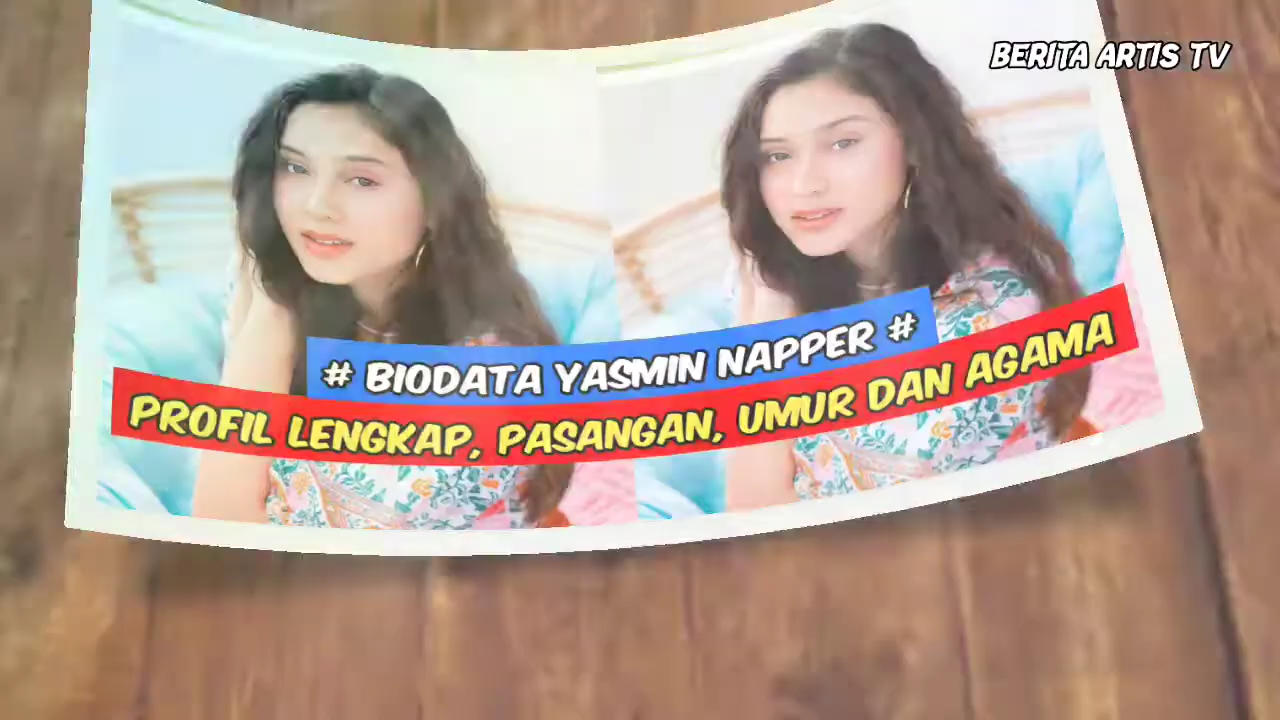 BERITA ARTIS TV
# BIODATA YASMIN NAPPER #
PROFIL LENGKAP, PASANGAN, UMUR DAN AGAMA